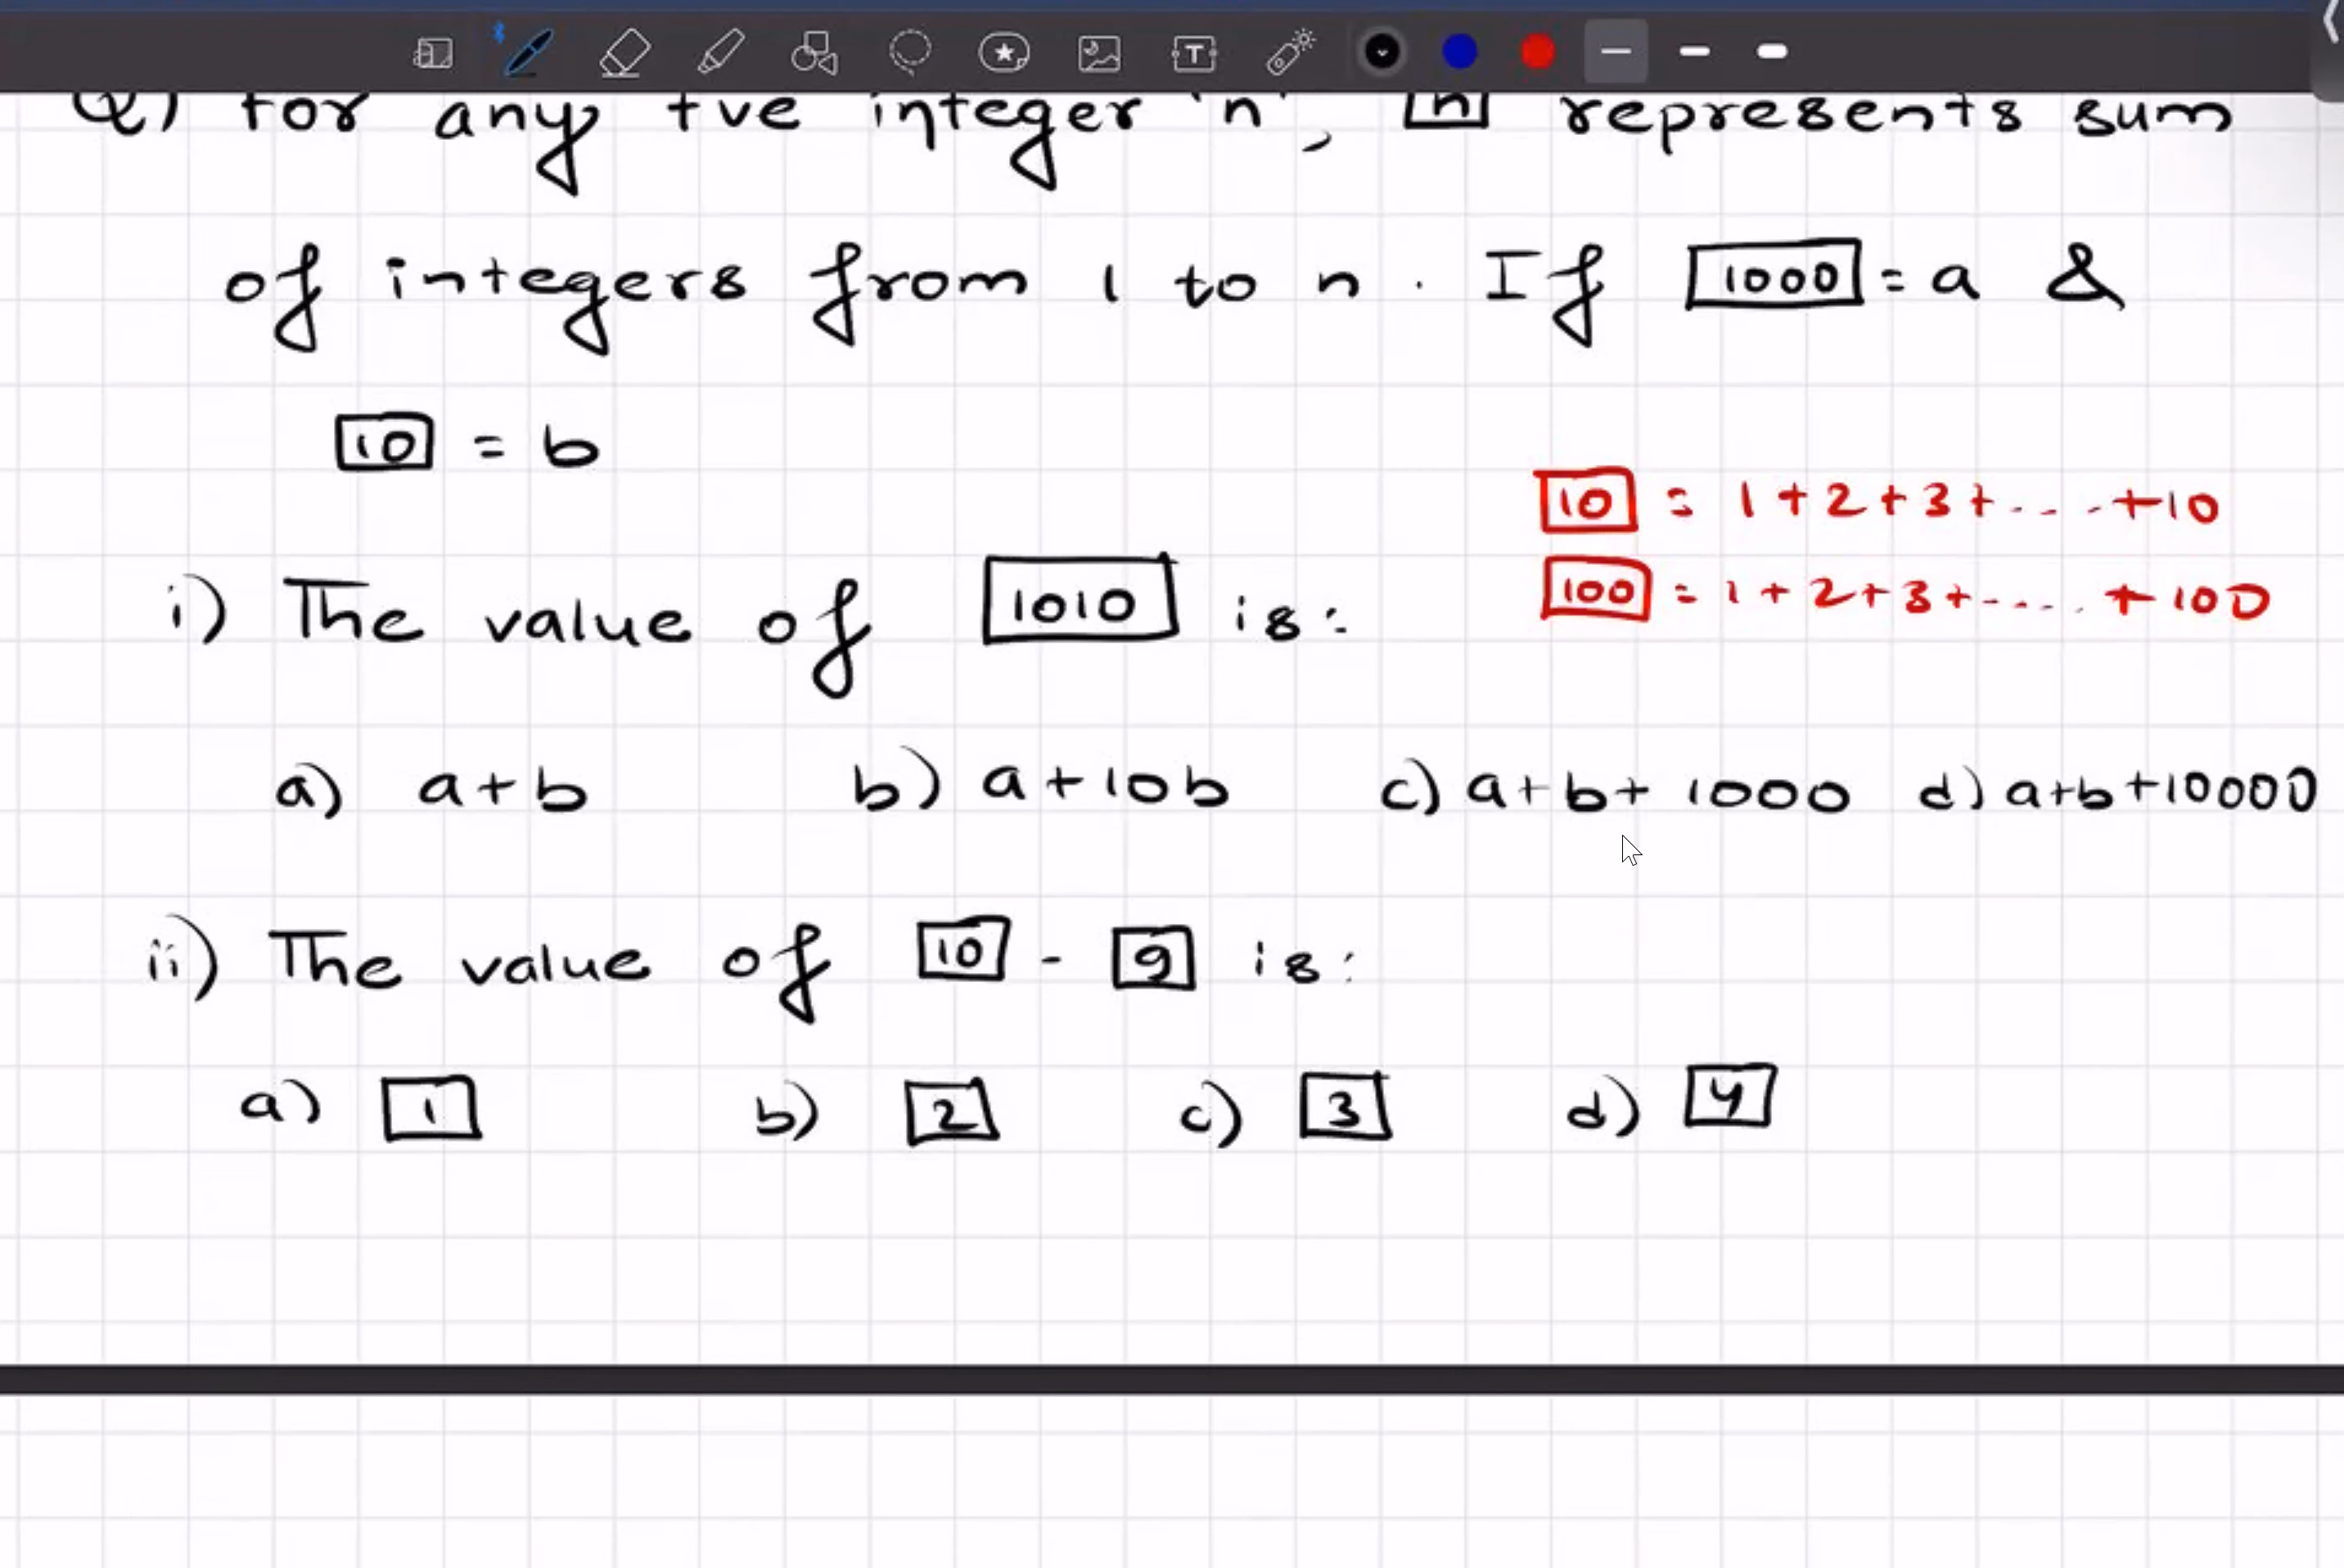 Q) for any +ve integer 'n', n represents sum
of integers from 1 to n. If 1000 = a &
10 = b
10 = 1+2+3+....+10
100 = 1+2+3+.....+100
i) The value of 1010 is:
a) a+b b) a+10b c) a+b+1000 d) a+b+10000
ii) The value of 10 - 9 is:
a) 1 b) 2 c) 3 d) 4